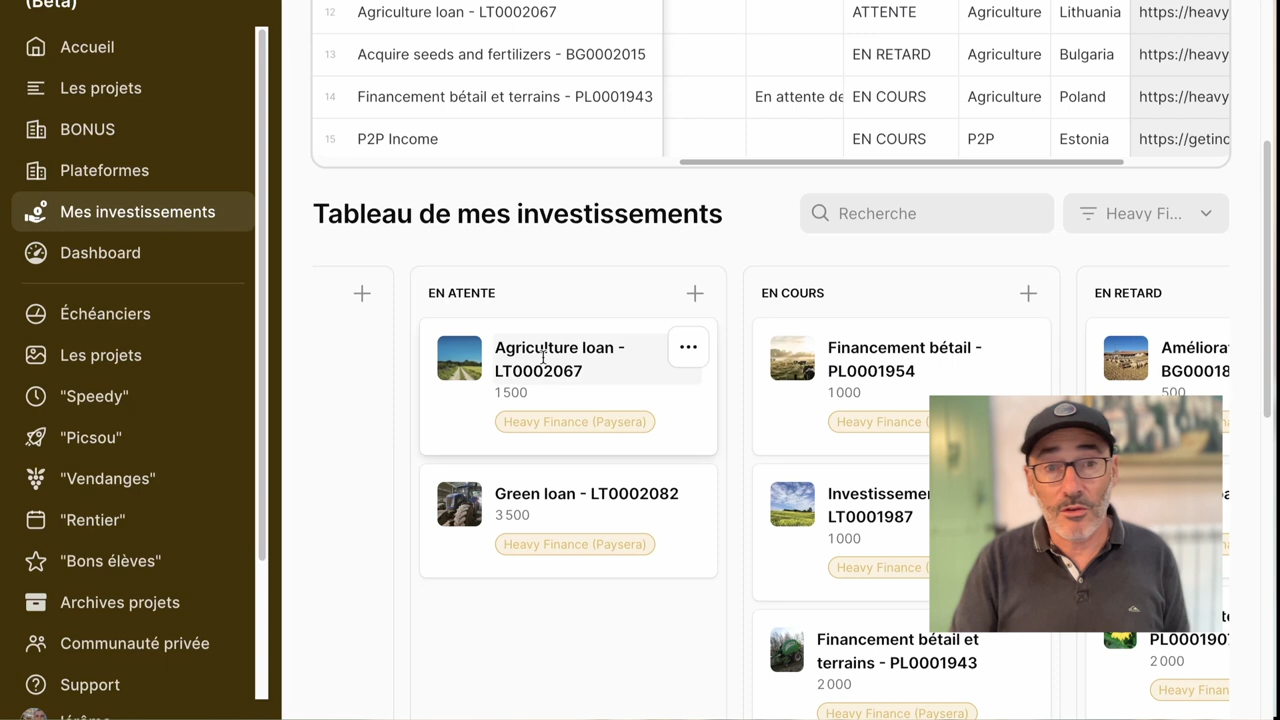 (Beta)
Accueil
Les projets
BONUS
Plateformes
Mes investissements
Dashboard
Échéanciers
Les projets
"Speedy"
"Picsou"
"Vendanges"
"Rentier"
"Bons élèves"
Archives projets
Communauté privée
Support
Jérôme
12 Agriculture loan - LT0002067 ATTENTE Agriculture Lithuania https://heavy
13 Acquire seeds and fertilizers - BG0002015 EN RETARD Agriculture Bulgaria https://heavy
14 Financement bétail et terrains - PL0001943 En attente de EN COURS Agriculture Poland https://heavy
15 P2P Income EN COURS P2P Estonia https://getinc
Tableau de mes investissements
Recherche
Heavy Fi...
EN ATENTE
Agriculture loan -
LT0002067
1 500
Heavy Finance (Paysera)
Green loan - LT0002082
3 500
Heavy Finance (Paysera)
EN COURS
Financement bétail -
PL0001954
1 000
Heavy Finance (
Investisseme
LT0001987
1 000
Heavy Finance (
Financement bétail et
terrains - PL0001943
2 000
Heavy Finance (Paysera)
EN RETARD
Améliora
BG00018
500
PL000190
2 000
Heavy Finan